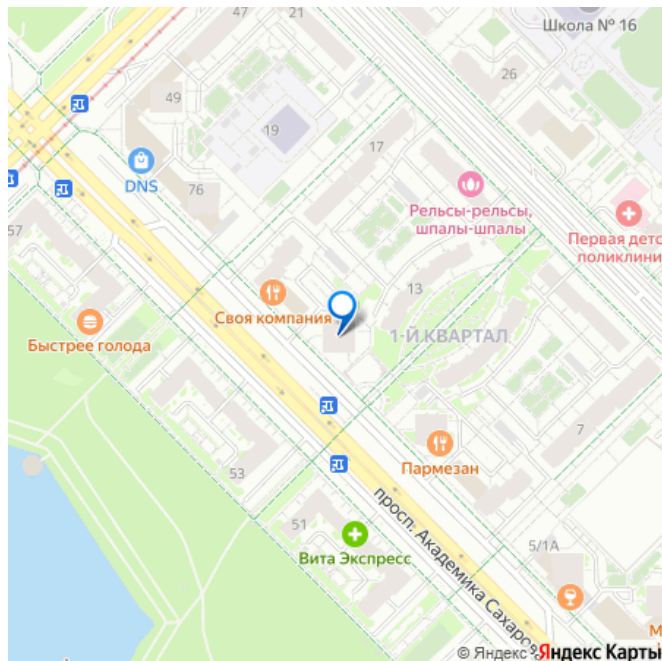 47
21
Школа № 16
26
49
19
17
DNS
76
Рельсы-рельсы,
шпалы-шпалы
Первая детс
поликлини
57
13
Своя компания
1-Й КВАРТАЛ
Быстрее голода
7
Пармезан
53
просп. Академика Сахаров
51
Вита Экспресс
5/1А
М
© Яндекс
Яндекс Карты